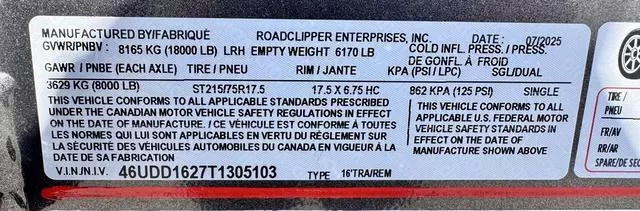 MANUFACTURED BY/FABRIQUÉ ROADCLIPPER ENTERPRISES, INC. DATE : 07/2025
GVWR/PNBV : 8165 KG (18000 LB) LRH EMPTY WEIGHT 6170 LB COLD INFL. PRESS./PRESS.
DE GONFL. À FROID
GAWR / PNBE (EACH AXLE) TIRE/PNEU RIM / JANTE KPA (PSI / LPC) SGL/DUAL
3629 KG (8000 LB) ST215/75R17.5 17.5 X 6.75 HC 862 KPA (125 PSI) SINGLE
THIS VEHICLE CONFORMS TO ALL APPLICABLE STANDARDS PRESCRIBED
UNDER THE CANADIAN MOTOR VEHICLE SAFETY REGULATIONS IN EFFECT
ON THE DATE OF MANUFACTURE. / CE VÉHICULE EST CONFORME À TOUTES
LES NORMES QUI LUI SONT APPLICABLES EN VERTU DU RÈGLEMENT SUR
LA SÉCURITÉ DES VÉHICULES AUTOMOBILES DU CANADA EN VIGUEUR À LA
DATE DE SA FABRICATION
THIS VEHICLE CONFORMS TO ALL
APPLICABLE U.S. FEDERAL MOTOR
VEHICLE SAFETY STANDARDS IN
EFFECT ON THE DATE OF
MANUFACTURE SHOWN ABOVE
V.I.N./N.I.V. 46UDD1627T1305103 TYPE 16'TRA/REM
TIRE /
PNEU
FR/AV
RR/AR
SPARE/DE SEC